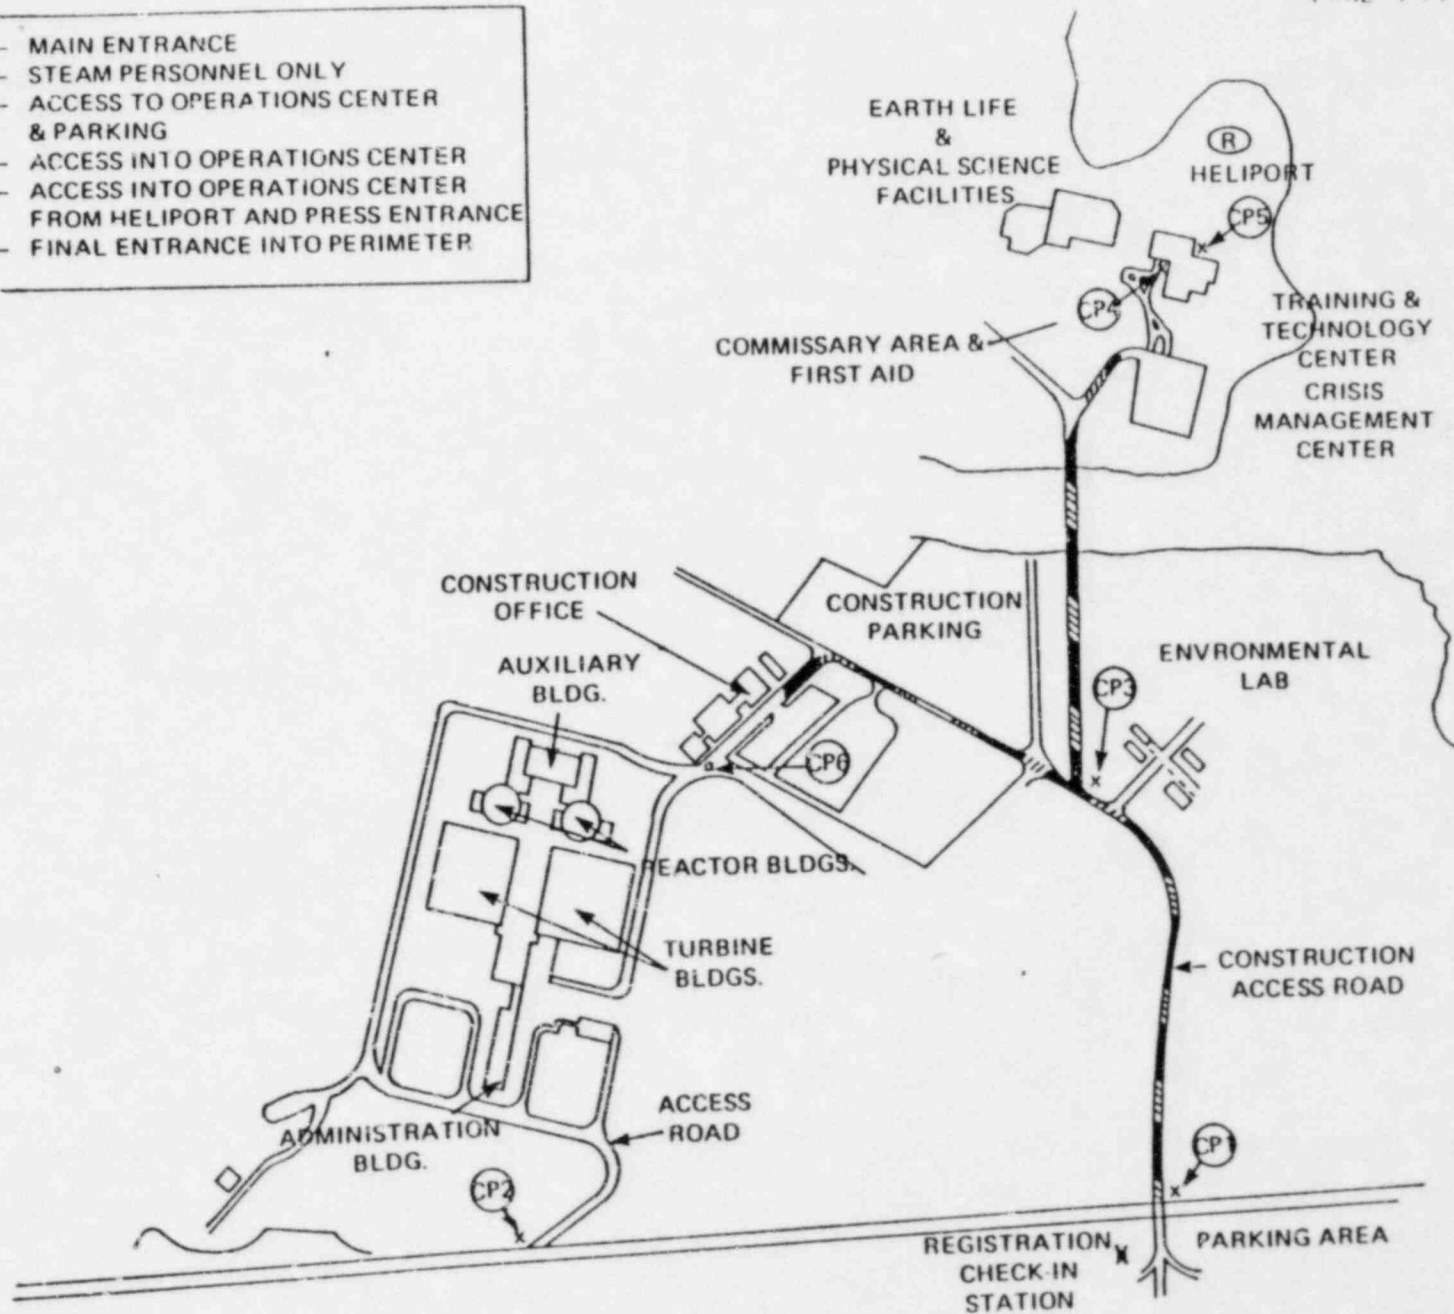 - MAIN ENTRANCE
- STEAM PERSONNEL ONLY
- ACCESS TO OPERATIONS CENTER
& PARKING
- ACCESS INTO OPERATIONS CENTER
- ACCESS INTO OPERATIONS CENTER
FROM HELIPORT AND PRESS ENTRANCE
- FINAL ENTRANCE INTO PERIMETER
EARTH LIFE
&
PHYSICAL SCIENCE
FACILITIES
R
HELIPORT
CP5
CP4
TRAINING &
TECHNOLOGY
CENTER
CRISIS
MANAGEMENT
CENTER
COMMISSARY AREA &
FIRST AID
CONSTRUCTION
OFFICE
CONSTRUCTION
PARKING
AUXILIARY
BLDG.
ENVRONMENTAL
LAB
CP3
CP6
REACTOR BLDGS.
TURBINE
BLDGS.
CONSTRUCTION
ACCESS ROAD
ACCESS
ROAD
ADMINISTRATION
BLDG.
CP1
CP2
REGISTRATION
CHECK-IN
STATION
X
PARKING AREA